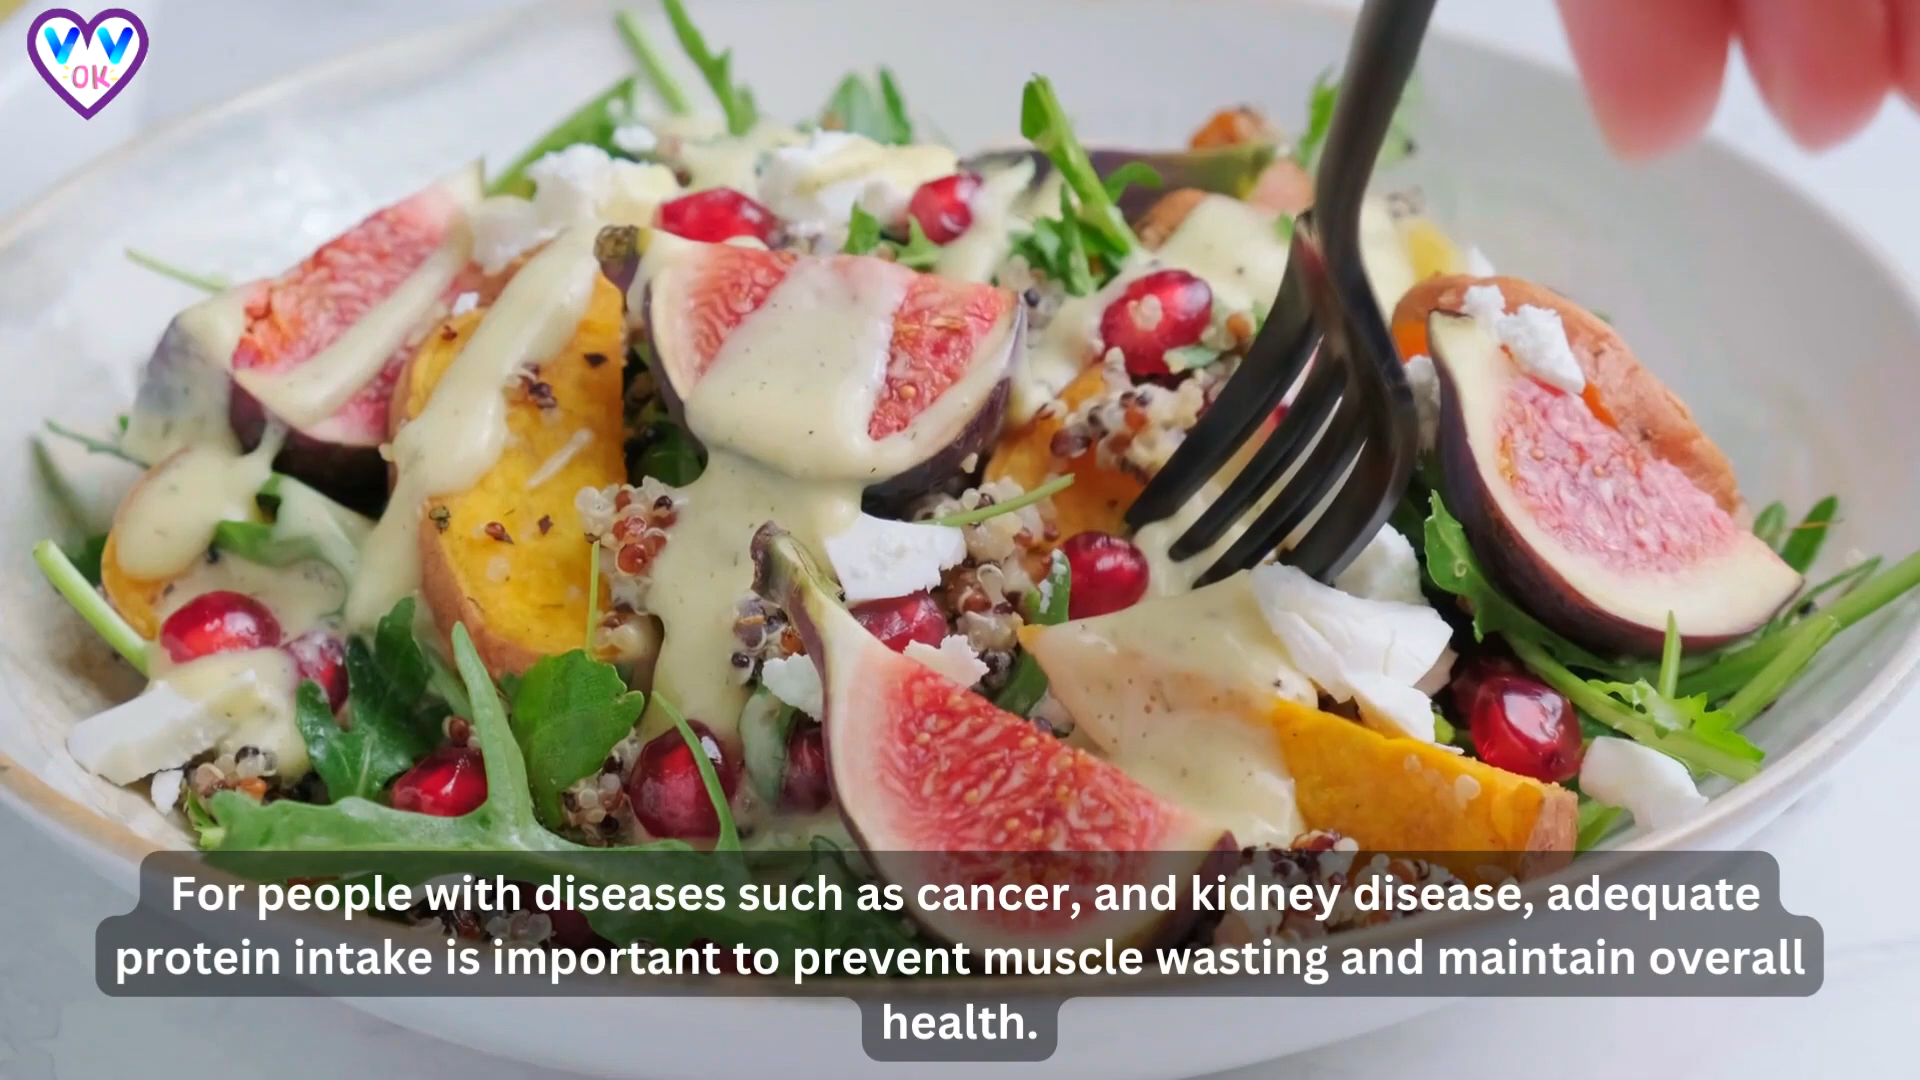 VV
OK
For people with diseases such as cancer, and kidney disease, adequate
protein intake is important to prevent muscle wasting and maintain overall
health.